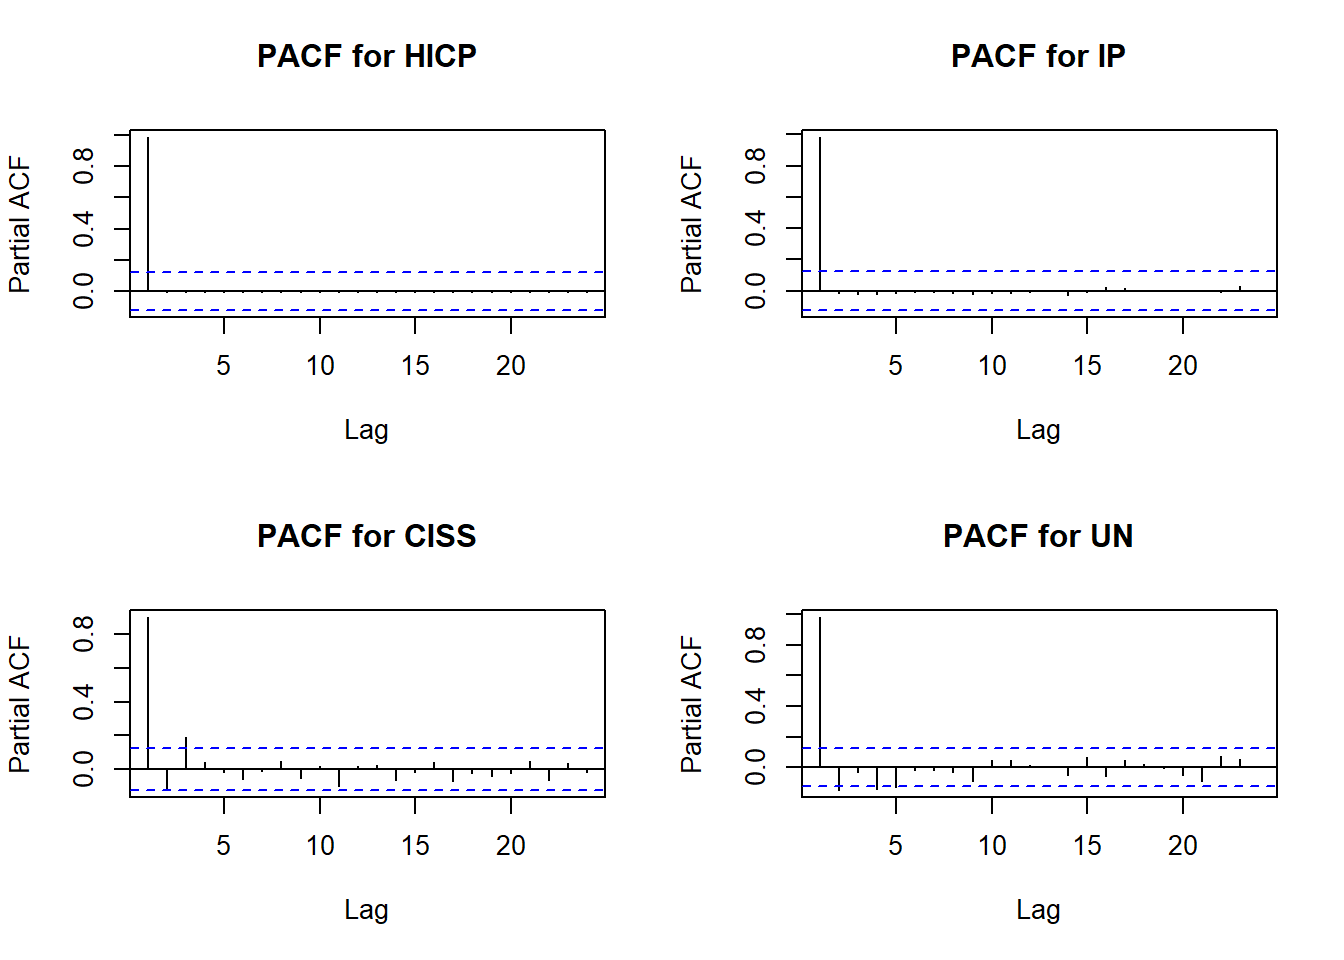 PACF for HICP
Partial ACF
0.0 0.4 0.8
5 10 15 20
Lag
PACF for IP
Partial ACF
0.0 0.4 0.8
5 10 15 20
Lag
PACF for CISS
Partial ACF
0.0 0.4 0.8
5 10 15 20
Lag
PACF for UN
Partial ACF
0.0 0.4 0.8
5 10 15 20
Lag